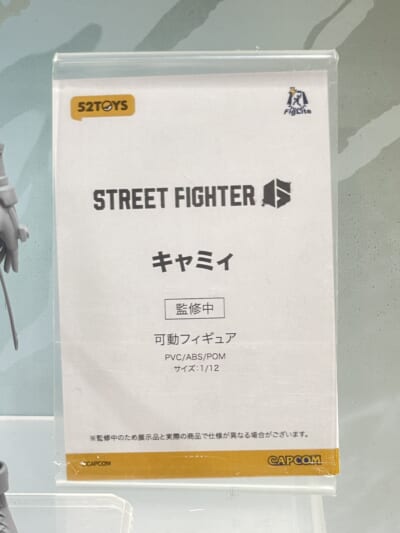 52TOYS
FigLite
STREET FIGHTER 6
キャミィ
監修中
可動フィギュア
PVC/ABS/POM
サイズ:1/12
※監修中のため展示品と実際の商品で仕様が異なる場合がございます。
©CAPCOM
CAPCOM